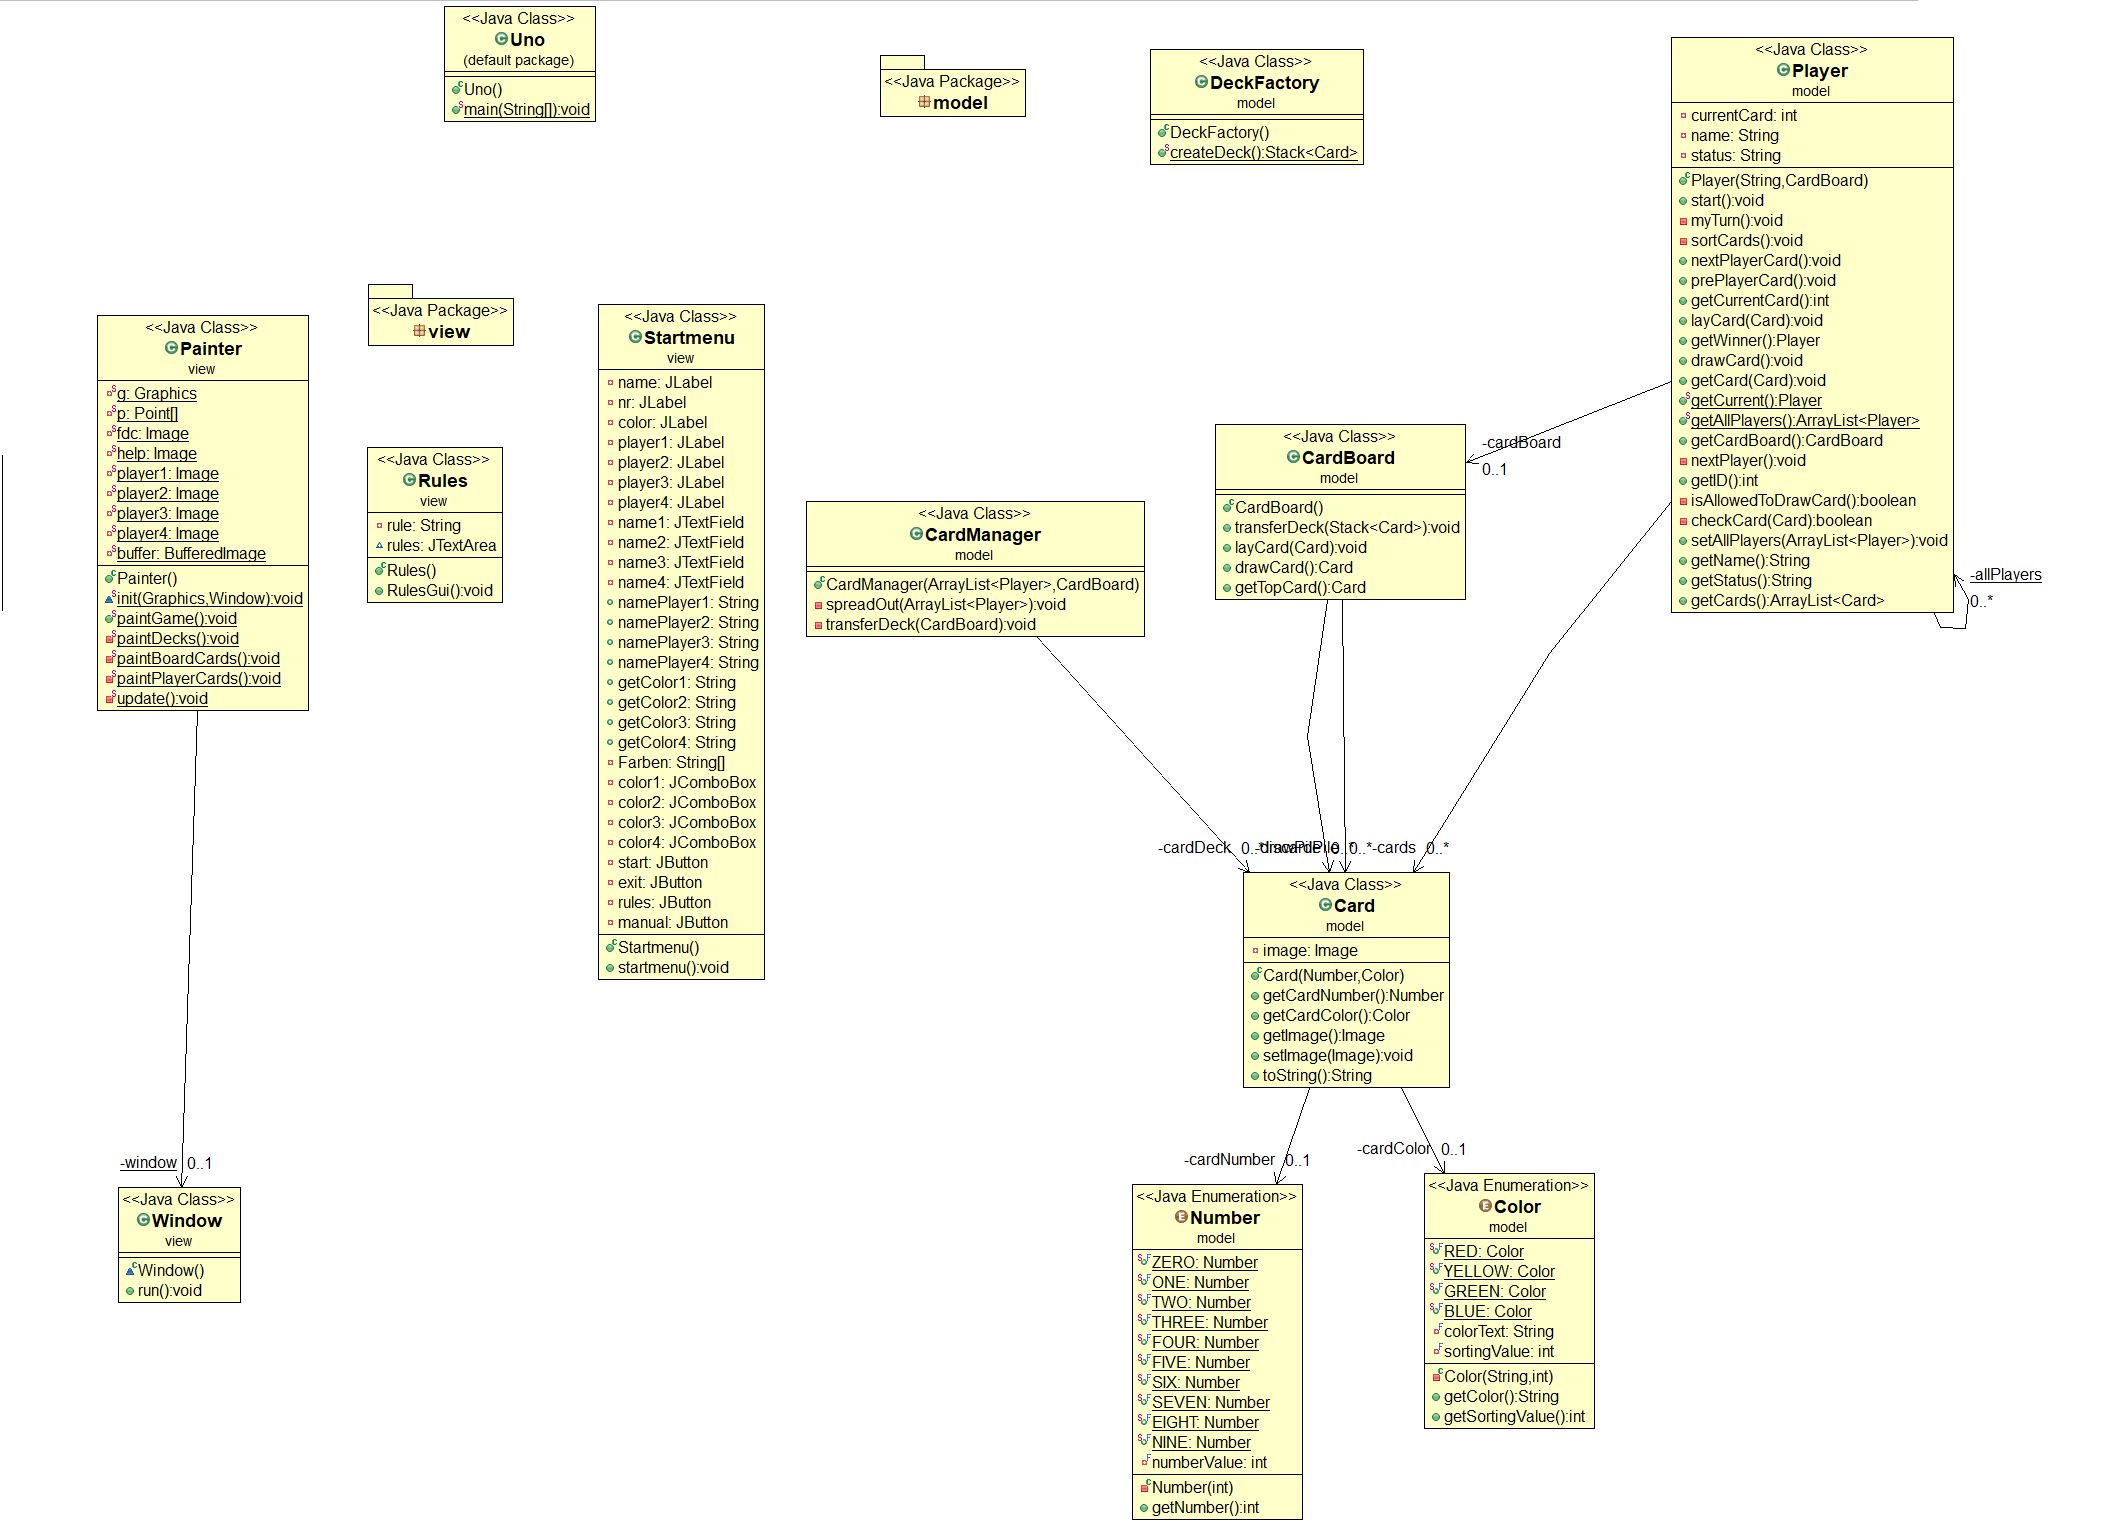 <<Java Class>>
Uno
(default package)
Uno()
main(String[]):void
<<Java Package>>
model
<<Java Class>>
DeckFactory
model
DeckFactory()
createDeck():Stack<Card>
<<Java Class>>
Player
model
currentCard: int
name: String
status: String
Player(String,CardBoard)
start():void
myTurn():void
sortCards():void
nextPlayerCard():void
prePlayerCard():void
getCurrentCard():int
layCard(Card):void
getWinner():Player
drawCard():void
getCard(Card):void
getCurrent():Player
getAllPlayers():ArrayList<Player>
getCardBoard():CardBoard
nextPlayer():void
getID():int
isAllowedToDrawCard():boolean
checkCard(Card):boolean
setAllPlayers(ArrayList<Player>):void
getName():String
getStatus():String
getCards():ArrayList<Card>
-allPlayers
0..*
-cardBoard
0..1
<<Java Class>>
Painter
view
g: Graphics
p: Point[]
fdc: Image
help: Image
player1: Image
player2: Image
player3: Image
player4: Image
buffer: BufferedImage
Painter()
init(Graphics,Window):void
paintGame():void
paintDecks():void
paintBoardCards():void
paintPlayerCards():void
update():void
<<Java Package>>
view
<<Java Class>>
Rules
view
rule: String
rules: JTextArea
Rules()
RulesGui():void
<<Java Class>>
Startmenu
view
name: JLabel
nr: JLabel
color: JLabel
player1: JLabel
player2: JLabel
player3: JLabel
player4: JLabel
name1: JTextField
name2: JTextField
name3: JTextField
name4: JTextField
namePlayer1: String
namePlayer2: String
namePlayer3: String
namePlayer4: String
getColor1: String
getColor2: String
getColor3: String
getColor4: String
Farben: String[]
color1: JComboBox
color2: JComboBox
color3: JComboBox
color4: JComboBox
start: JButton
exit: JButton
rules: JButton
manual: JButton
Startmenu()
startmenu():void
<<Java Class>>
CardManager
model
CardManager(ArrayList<Player>,CardBoard)
spreadOut(ArrayList<Player>):void
transferDeck(CardBoard):void
<<Java Class>>
CardBoard
model
CardBoard()
transferDeck(Stack<Card>):void
layCard(Card):void
drawCard():Card
getTopCard():Card
-cardDeck 0..*
0..*
-cards 0..*
<<Java Class>>
Card
model
image: Image
Card(Number,Color)
getCardNumber():Number
getCardColor():Color
getImage():Image
setImage(Image):void
toString():String
-cardNumber 0..1
-cardColor 0..1
-window 0..1
<<Java Class>>
Window
view
Window()
run():void
<<Java Enumeration>>
Number
model
ZERO: Number
ONE: Number
TWO: Number
THREE: Number
FOUR: Number
FIVE: Number
SIX: Number
SEVEN: Number
EIGHT: Number
NINE: Number
numberValue: int
Number(int)
getNumber():int
<<Java Enumeration>>
Color
model
RED: Color
YELLOW: Color
GREEN: Color
BLUE: Color
colorText: String
sortingValue: int
Color(String,int)
getColor():String
getSortingValue():int